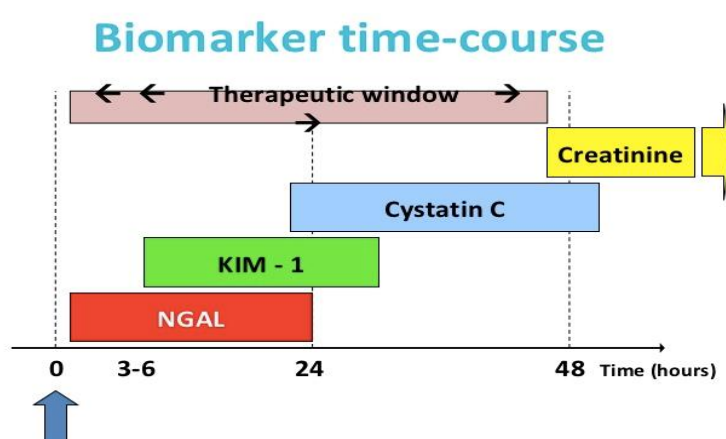 Biomarker time-course
Therapeutic window
Creatinine
Cystatin C
KIM - 1
NGAL
0 3-6 24 48 Time (hours)